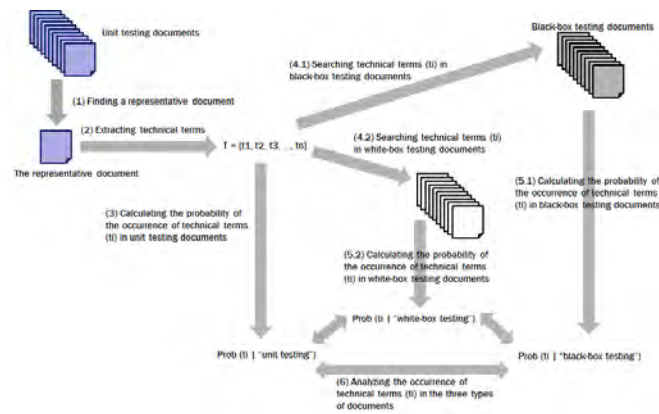 Unit testing documents
Black-box testing documents
(4.1) Searching technical terms (ti) in
black-box testing documents
(1) Finding a representative document
(2) Extracting technical terms
(4.2) Searching technical terms (ti)
in white-box testing documents
T = {t1, t2, t3, ..., tn}
The representative document
(5.1) Calculating the probability of
the occurrence of technical terms
(ti) in black-box testing documents
(3) Calculating the probability of
the occurrence of technical terms
(ti) in unit testing documents
(5.2) Calculating the probability of
the occurrence of technical terms
(ti) in white-box testing documents
Prob (ti | "white-box testing")
Prob (ti | "unit testing")
Prob (ti | "black-box testing")
(6) Analyzing the occurrence of
technical terms (ti) in the three types
of documents